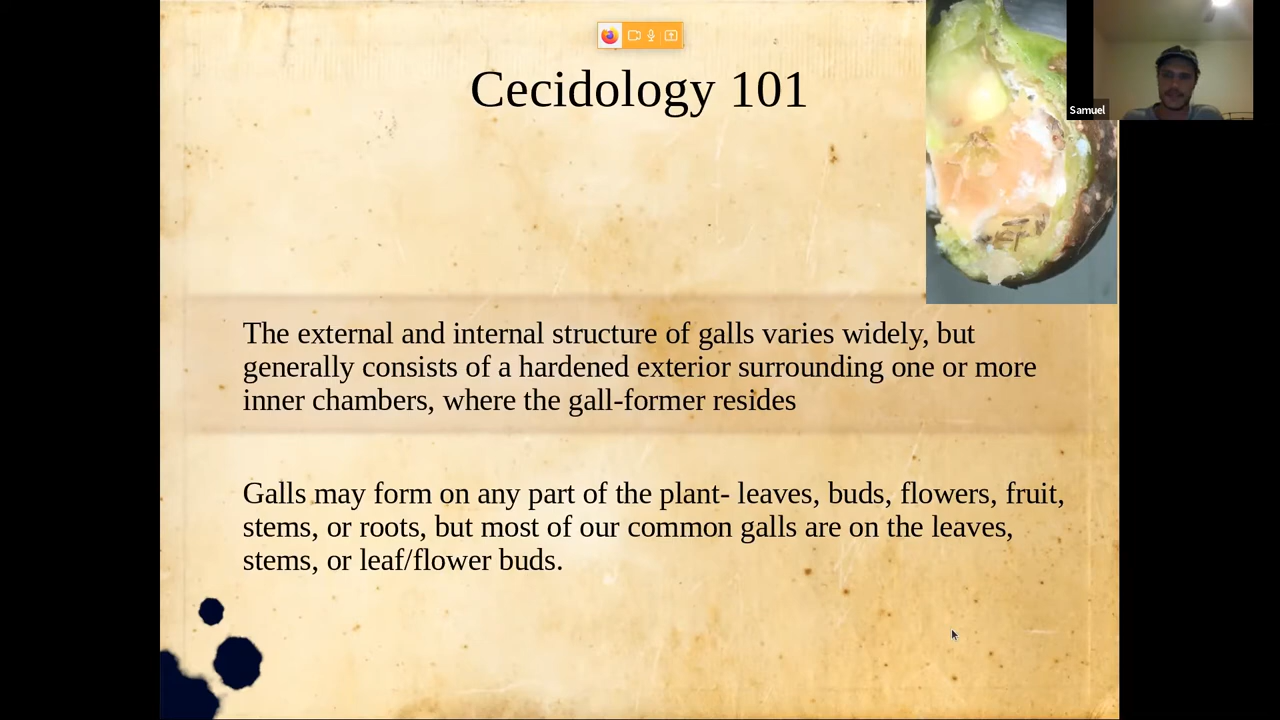 Cecidology 101
Samuel
The external and internal structure of galls varies widely, but
generally consists of a hardened exterior surrounding one or more
inner chambers, where the gall-former resides
Galls may form on any part of the plant- leaves, buds, flowers, fruit,
stems, or roots, but most of our common galls are on the leaves,
stems, or leaf/flower buds.